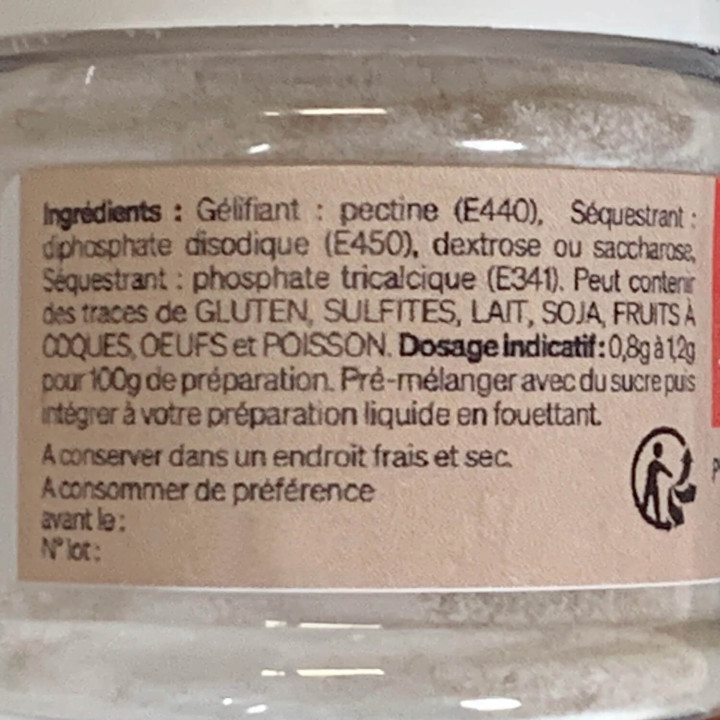 Ingrédients : Gélifiant : pectine (E440), Séquestrant :
diphosphate disodique (E450), dextrose ou saccharose,
Séquestrant : phosphate tricalcique (E341). Peut contenir
des traces de GLUTEN, SULFITES, LAIT, SOJA, FRUITS À
COQUES, OEUFS et POISSON. Dosage indicatif : 0,8g à 1,2g
pour 100g de préparation. Pré-mélanger avec du sucre puis
intégrer à votre préparation liquide en fouettant.
A conserver dans un endroit frais et sec.
A consommer de préférence
avant le :
N° lot :